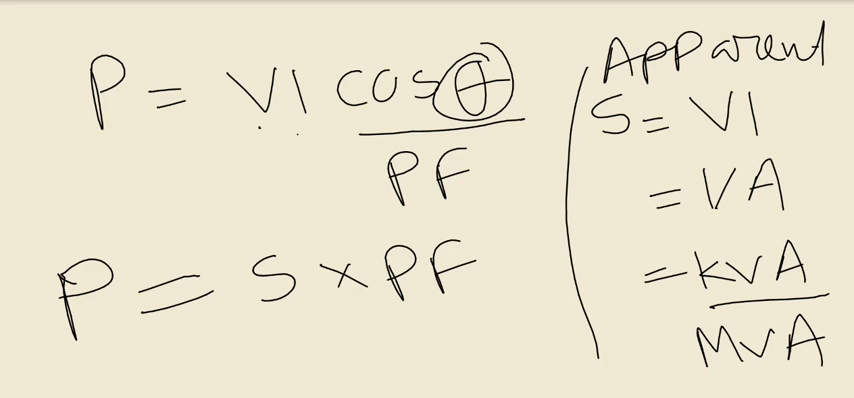 P = VI cosθ
PF
P = S × PF
Apparent
S = VI
= VA
= kVA
MVA